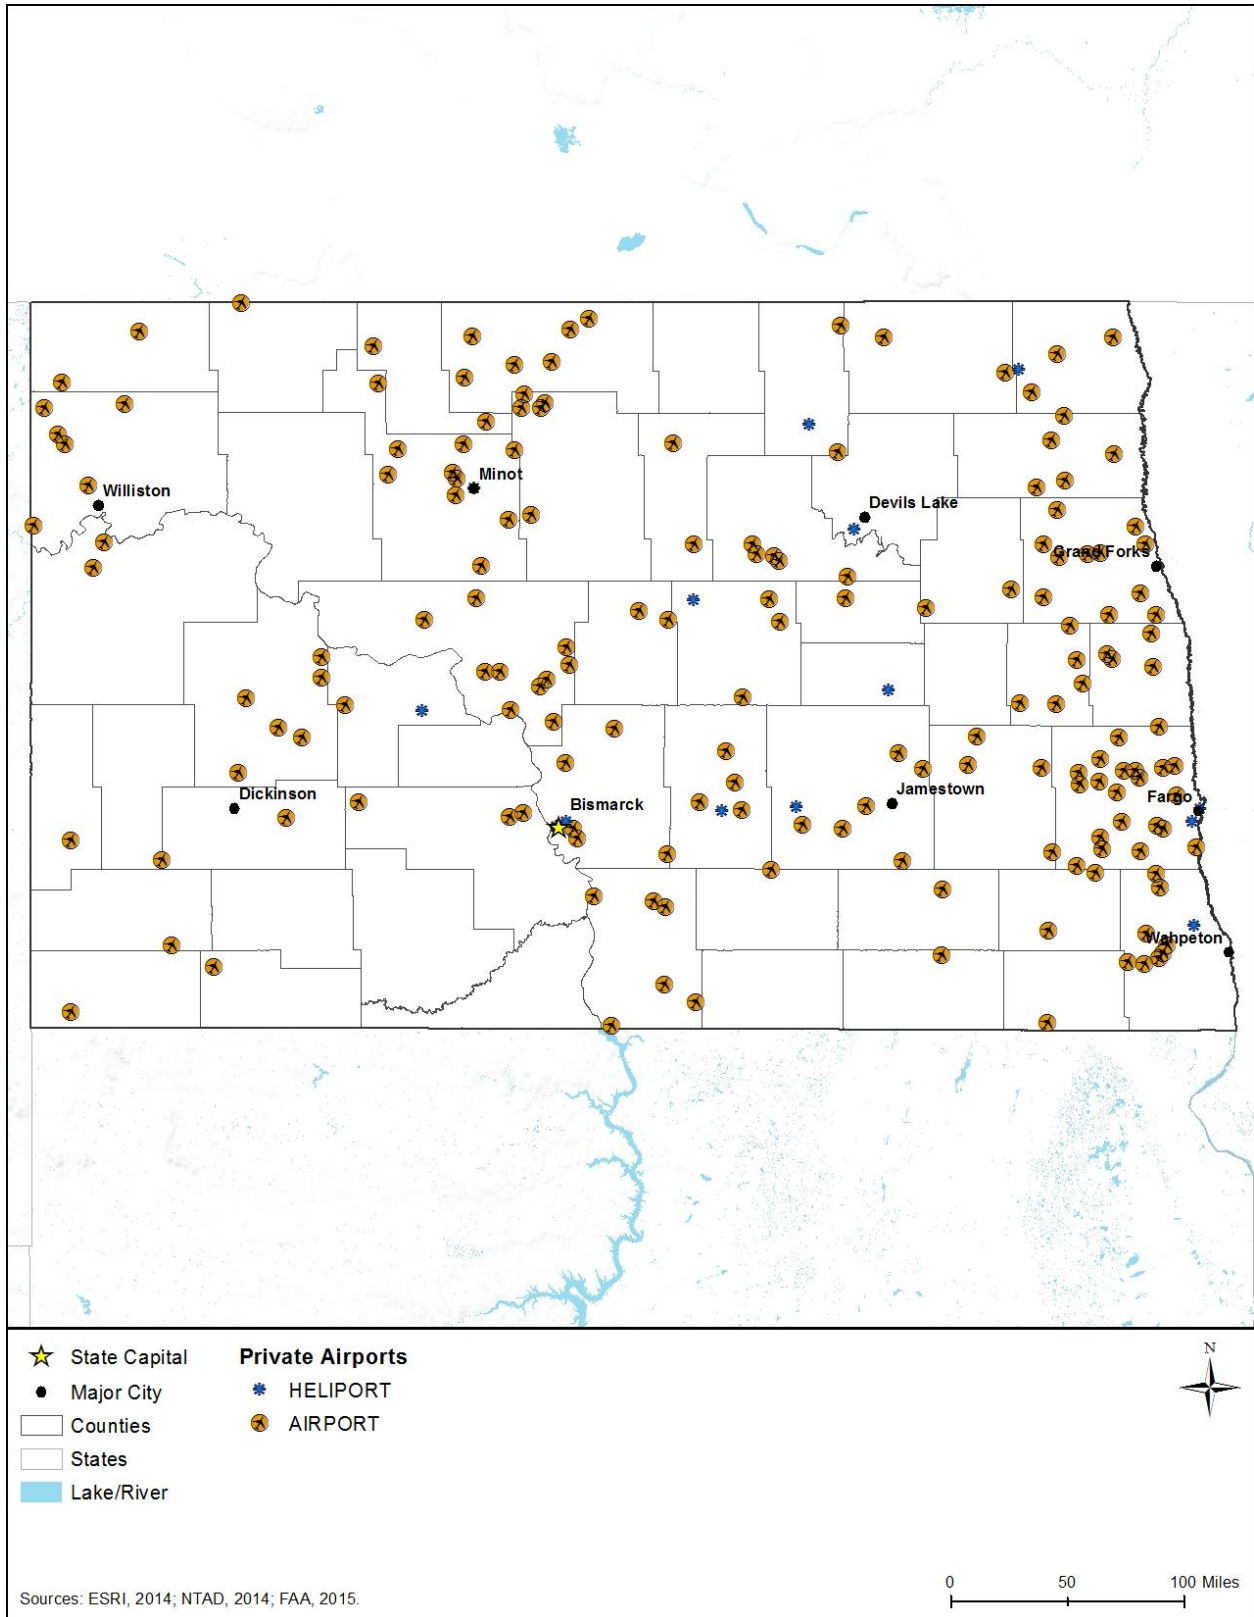 Minot
Williston
Devils Lake
Grand Forks
Dickinson
Bismarck
Jamestown
Fargo
Wahpeton
State Capital
Major City
Counties
States
Lake/River
Private Airports
HELIPORT
AIRPORT
N
0 50 100 Miles
Sources: ESRI, 2014; NTAD, 2014; FAA, 2015.